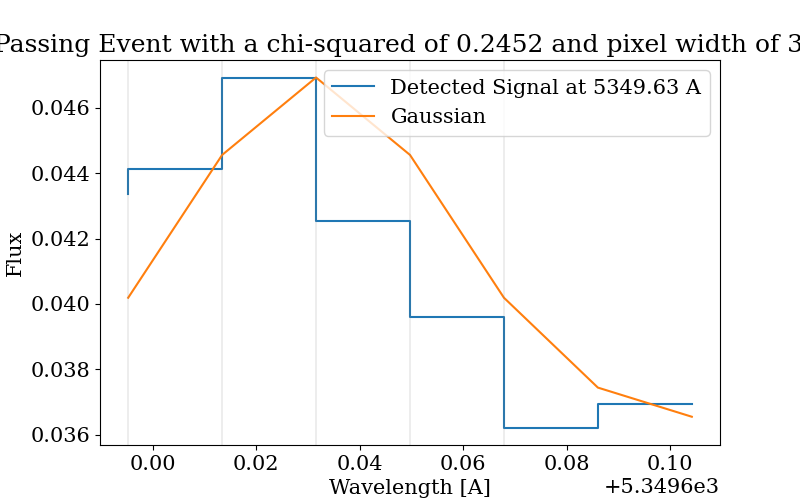 Passing Event with a chi-squared of 0.2452 and pixel width of 3
Detected Signal at 5349.63 A
Gaussian
0.046
0.044
0.042
0.040
0.038
0.036
Flux
0.00 0.02 0.04 0.06 0.08 0.10
Wavelength [A]
+5.3496e3